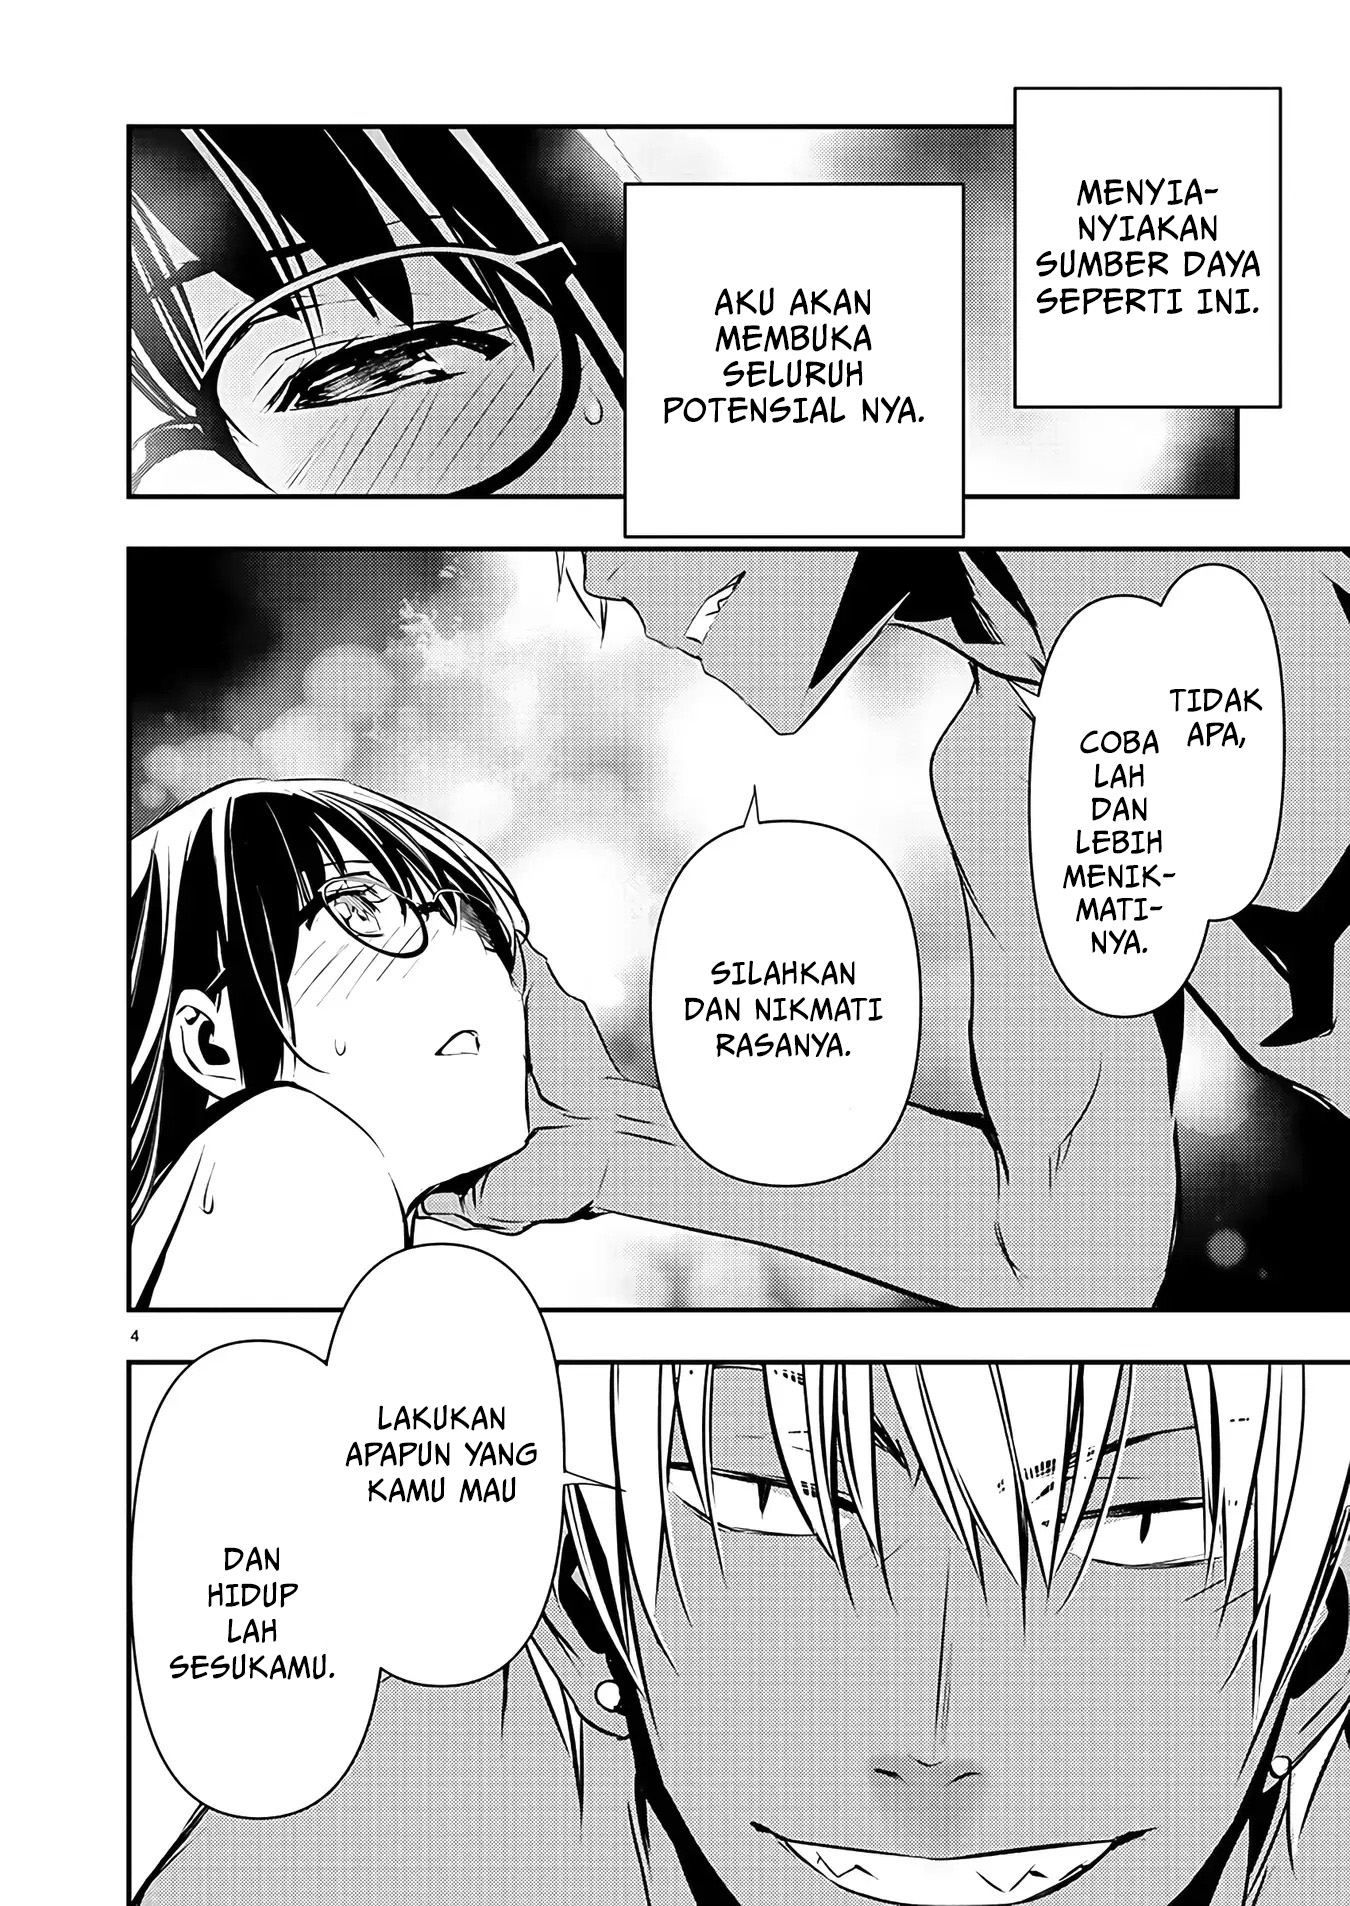 MENYIA-
NYIAKAN
SUMBER DAYA
SEPERTI INI.
AKU AKAN
MEMBUKA
SELURUH
POTENSIAL NYA.
TIDAK
APA,
COBA
LAH
DAN
LEBIH
MENIK-
MATI-
NYA.
SILAHKAN
DAN NIKMATI
RASANYA.
4
LAKUKAN
APAPUN YANG
KAMU MAU
DAN
HIDUP
LAH
SESUKAMU.